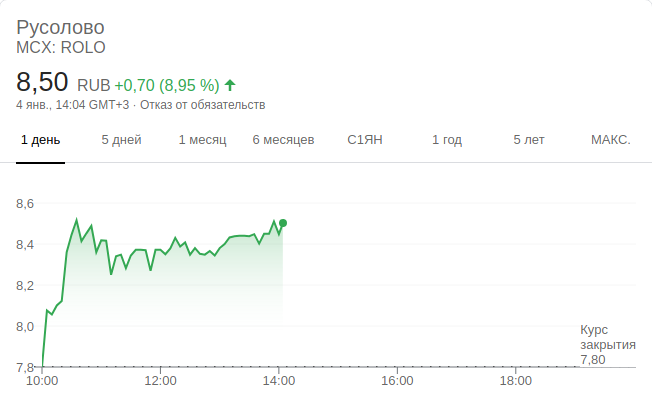 Русолово
MCX: ROLO
8,50 RUB +0,70 (8,95 %)
4 янв., 14:04 GMT+3 · Отказ от обязательств
1 день 5 дней 1 месяц 6 месяцев С1ЯН 1 год 5 лет МАКС.
8,6
8,4
8,2
8,0
7,8
Курс
закрытия
7,80
10:00 12:00 14:00 16:00 18:00